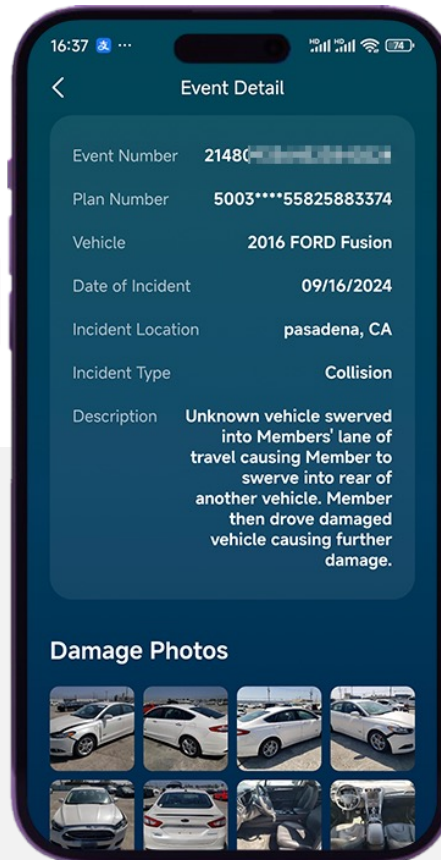 16:37
74
Event Detail
Event Number 21480
Plan Number 5003****55825883374
Vehicle 2016 FORD Fusion
Date of Incident 09/16/2024
Incident Location pasadena, CA
Incident Type Collision
Description Unknown vehicle swerved
into Members' lane of
travel causing Member to
swerve into rear of
another vehicle. Member
then drove damaged
vehicle causing further
damage.
Damage Photos